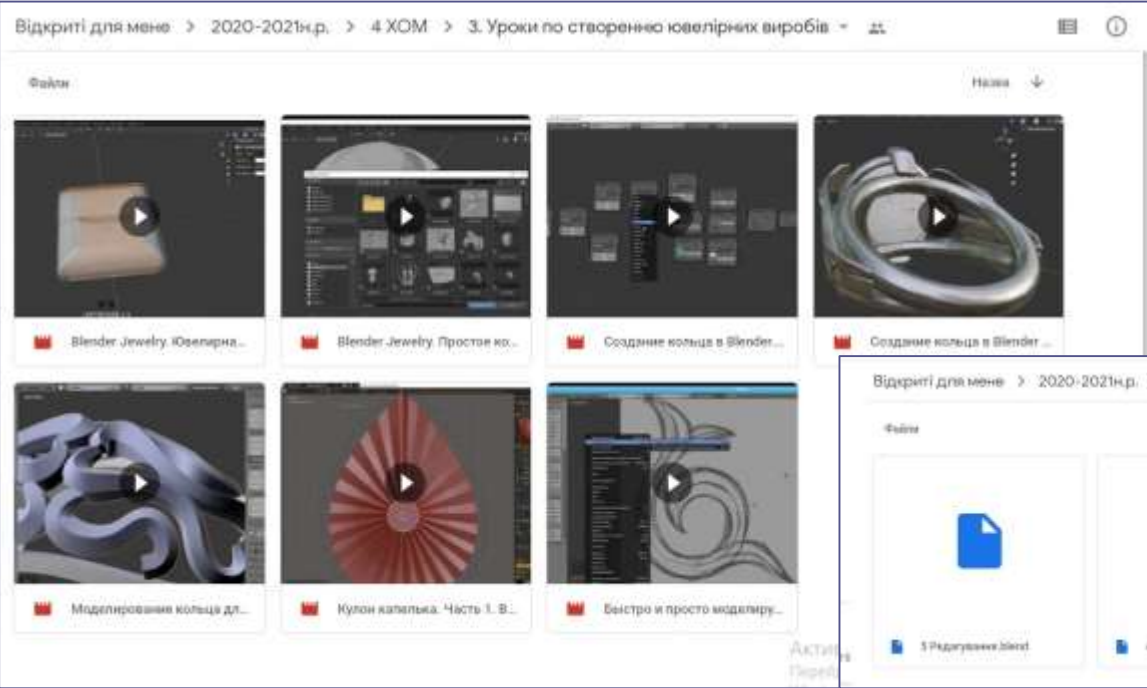 Відкриті для мене > 2020-2021н.р. > 4 ХОМ > 3. Уроки по створенню ювелірних виробів
Файли
Назва
Blender Jewelry. Ювелирна...
Blender Jewelry. Простое ко...
Создание кольца в Blender...
Создание кольца в Blender ...
Моделирование кольца дл...
Кулон капелька. Часть 1. В...
Быстро и просто моделиру...
Відкриті для мене > 2020-2021н.р.
Файли
5 Редагування.blend